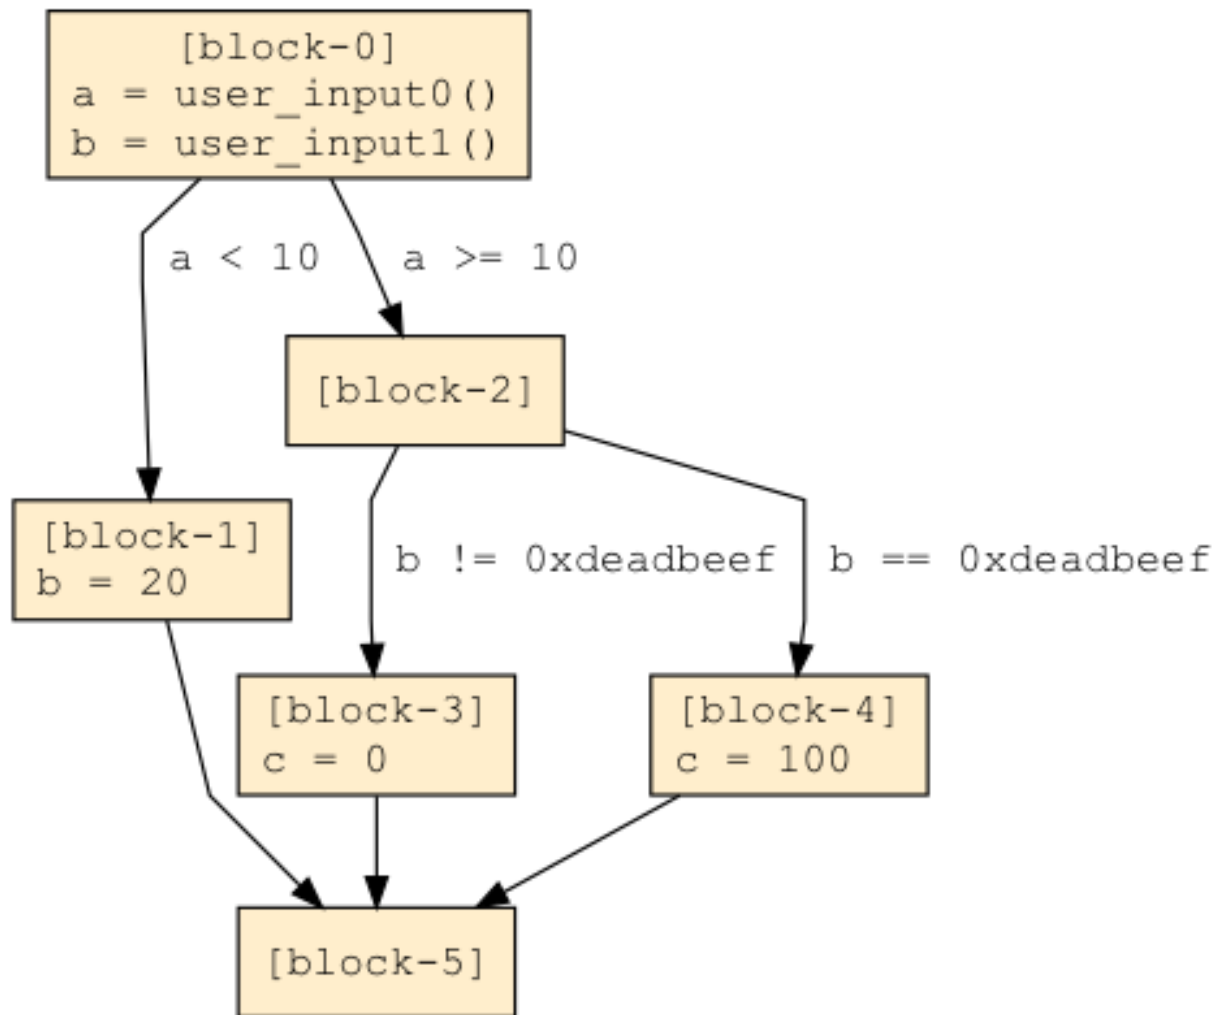 [block-0]
a = user_input0()
b = user_input1()
a < 10
a >= 10
[block-2]
[block-1]
b = 20
b != 0xdeadbeef
b == 0xdeadbeef
[block-3]
c = 0
[block-4]
c = 100
[block-5]